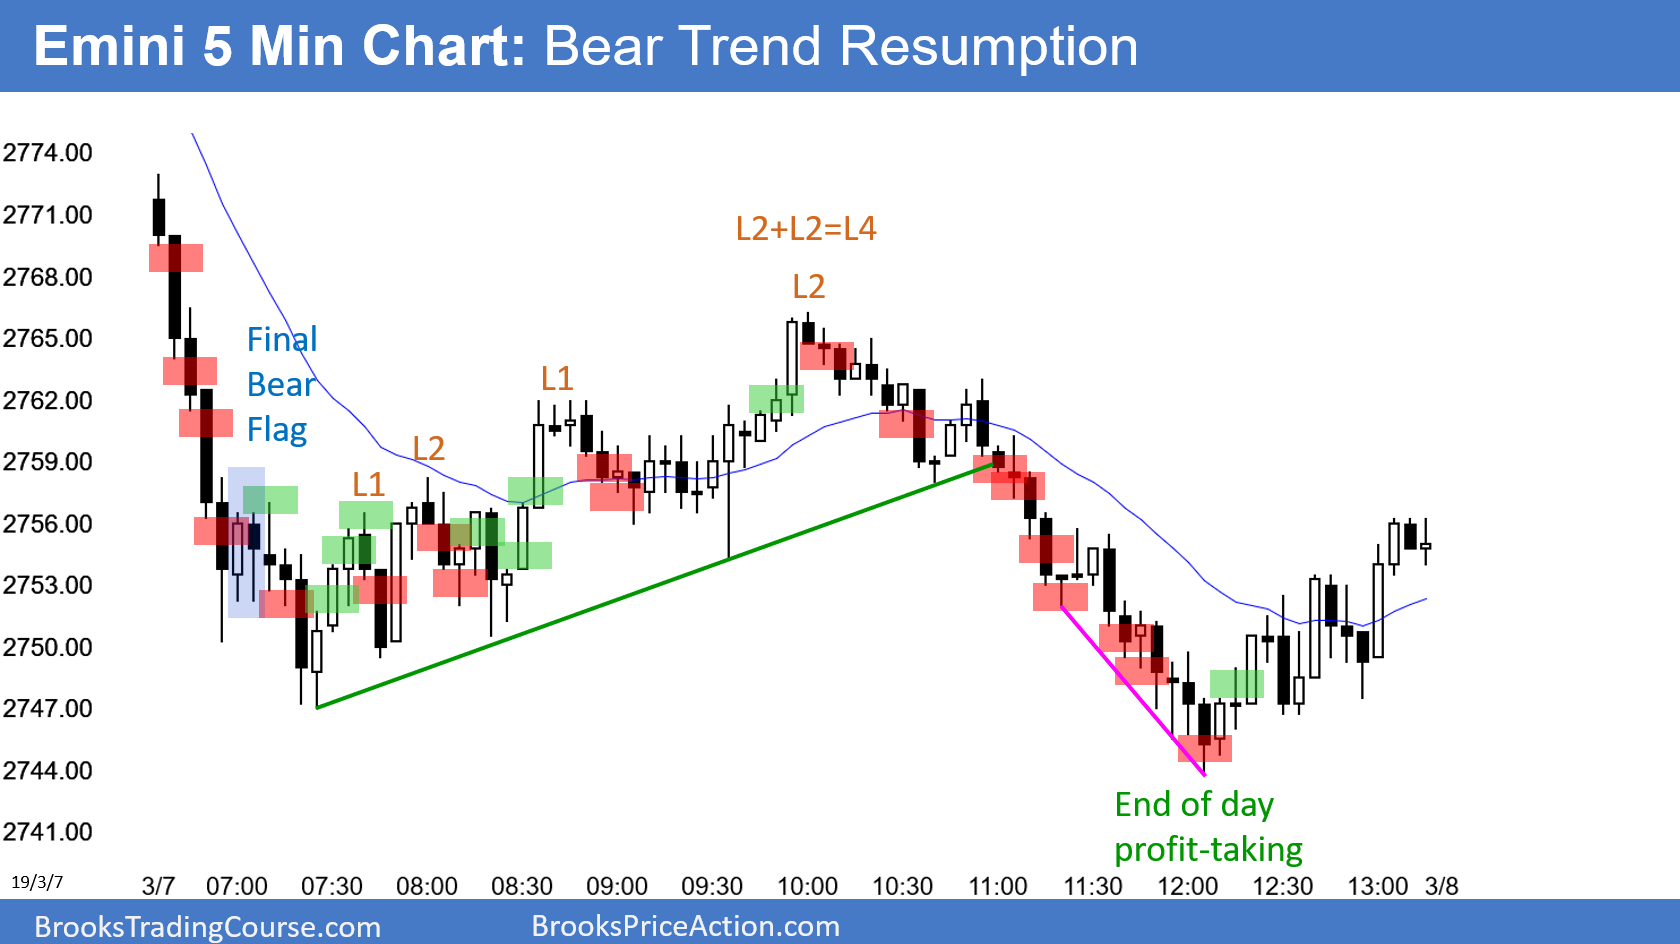 Emini 5 Min Chart: Bear Trend Resumption
2774.00
2771.00
2768.00
2765.00
2762.00
2759.00
2756.00
2753.00
2750.00
2747.00
2744.00
2741.00
Final
Bear
Flag
L1
L2
L1
L2+L2=L4
L2
End of day
profit-taking
19/3/7
3/7 07:00 07:30 08:00 08:30 09:00 09:30 10:00 10:30 11:00 11:30 12:00 12:30 13:00 3/8
BrooksTradingCourse.com BrooksPriceAction.com